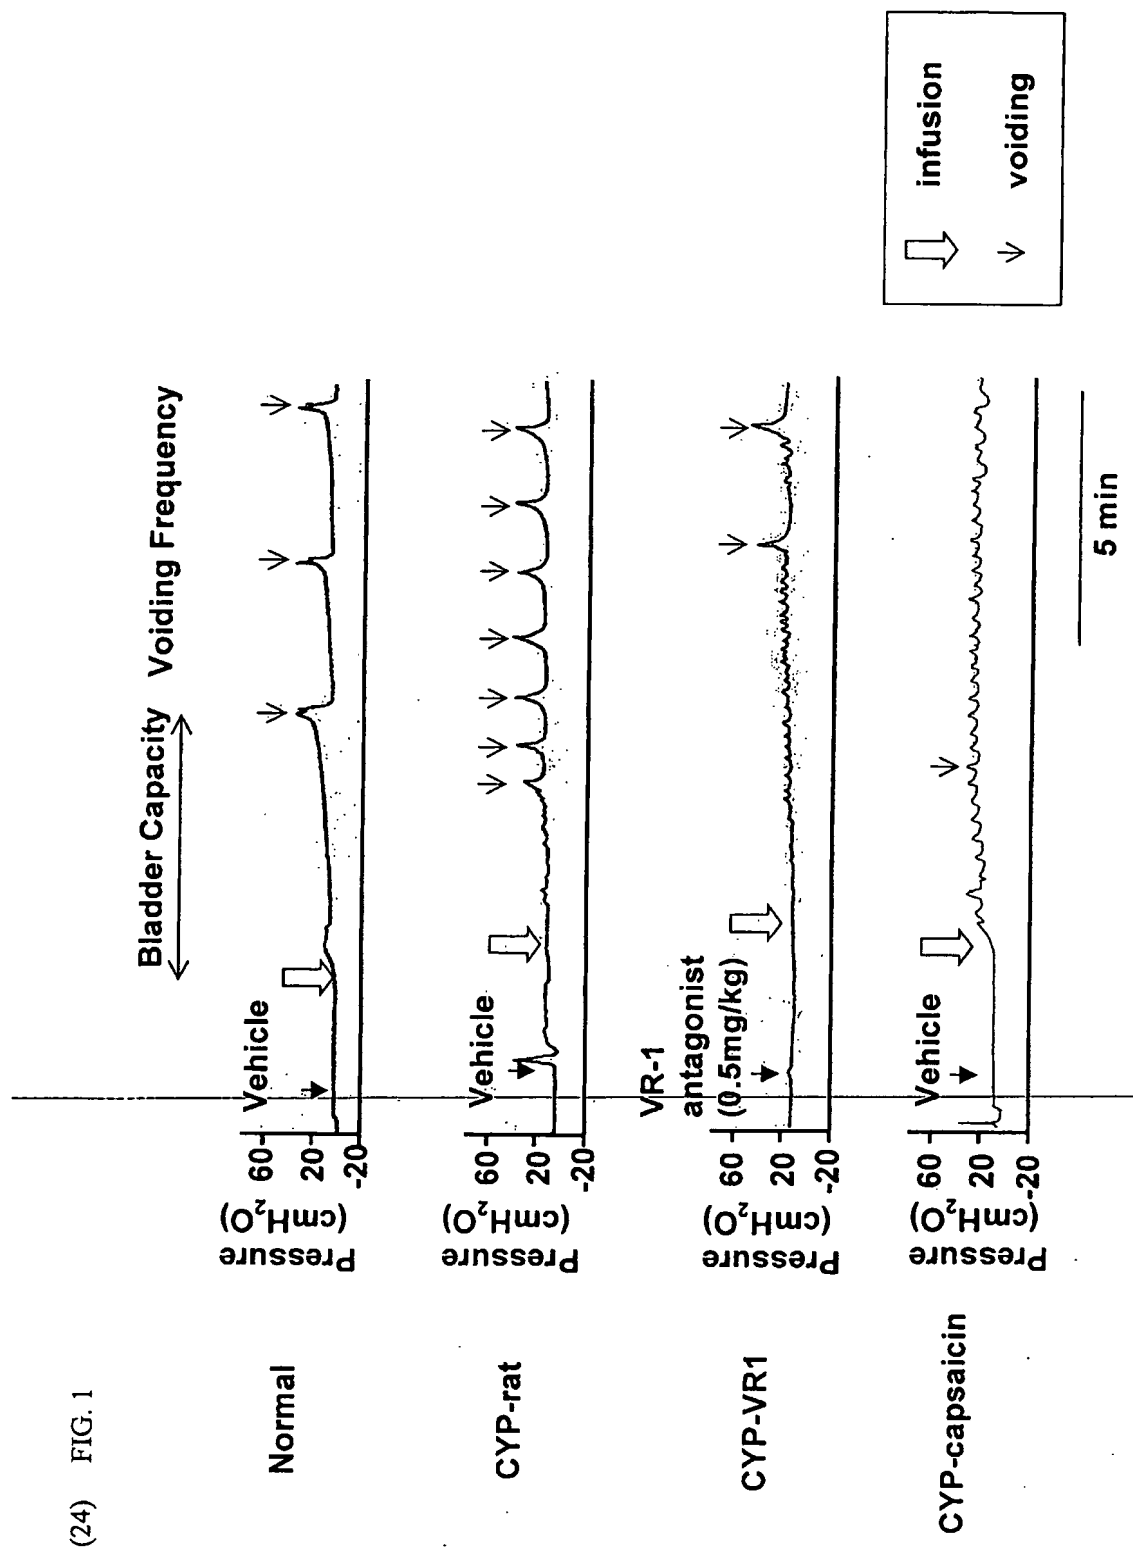 (24) FIG. 1
Bladder Capacity Voiding Frequency
Normal
Pressure
(cmH₂O)
60
20
-20
Vehicle
CYP-rat
Pressure
(cmH₂O)
60
20
-20
Vehicle
CYP-VR1
Pressure
(cmH₂O)
60
20
-20
VR-1
antagonist
(0.5mg/kg)
CYP-capsaicin
Pressure
(cmH₂O)
60
20
-20
Vehicle
5 min
infusion
voiding